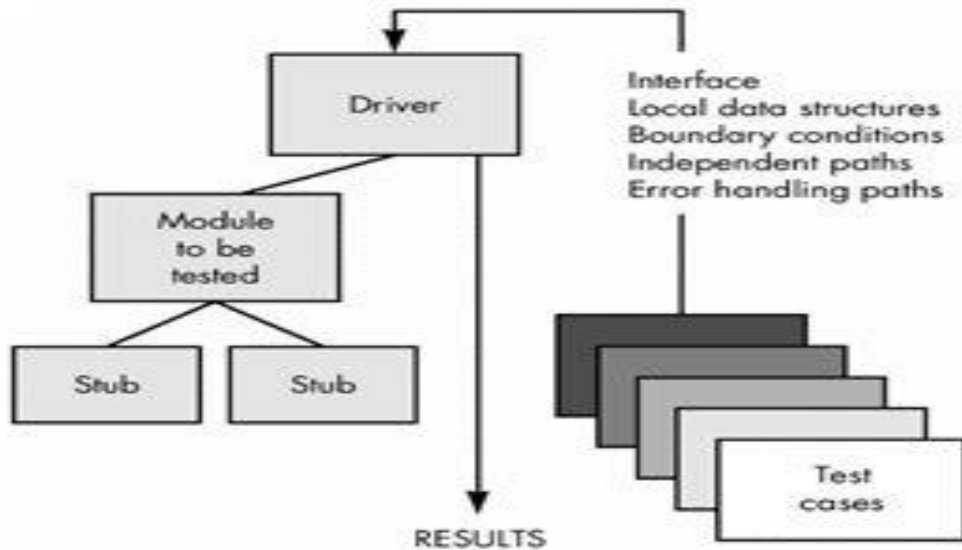 Driver
Interface
Local data structures
Boundary conditions
Independent paths
Error handling paths
Module
to be
tested
Stub
Stub
Test
cases
RESULTS